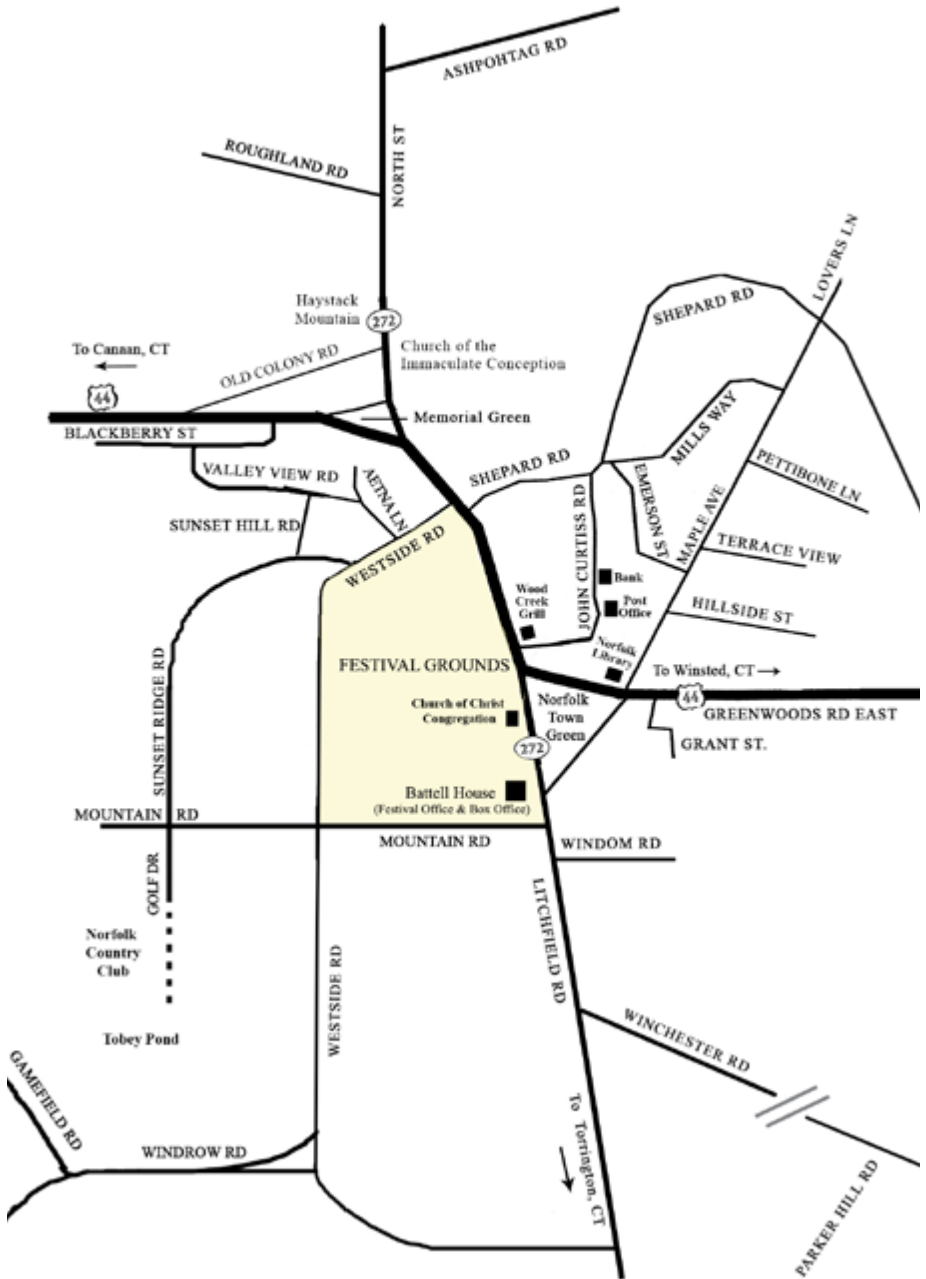 ASHPOHTAG RD
ROUGHLAND RD
NORTH ST
LOVERS LN
Haystack
Mountain
272
SHEPARD RD
To Canaan, CT
OLD COLONY RD
Church of the
Immaculate Conception
44
Memorial Green
BLACKBERRY ST
MILLS WAY
VALLEY VIEW RD
AETNA LN
SHEPARD RD
PETTIBONE LN
SUNSET HILL RD
WESTSIDE RD
JOHN CURTISS RD
EMERSON ST
MAPLE AVE
TERRACE VIEW
Bank
Wood
Creek
Grill
Post
Office
HILLSIDE ST
Norfolk
Library
FESTIVAL GROUNDS
To Winsted, CT
SUNSET RIDGE RD
Church of Christ
Congregation
Norfolk
Town
Green
44
GREENWOODS RD EAST
272
GRANT ST.
Battell House
(Festival Office & Box Office)
MOUNTAIN RD
MOUNTAIN RD
WINDOM RD
GOLF DR
LITCHFIELD RD
Norfolk
Country
Club
WESTSIDE RD
WINCHESTER RD
Tobey Pond
GAMEFIELD RD
To Torrington, CT
WINDROW RD
PARKER HILL RD